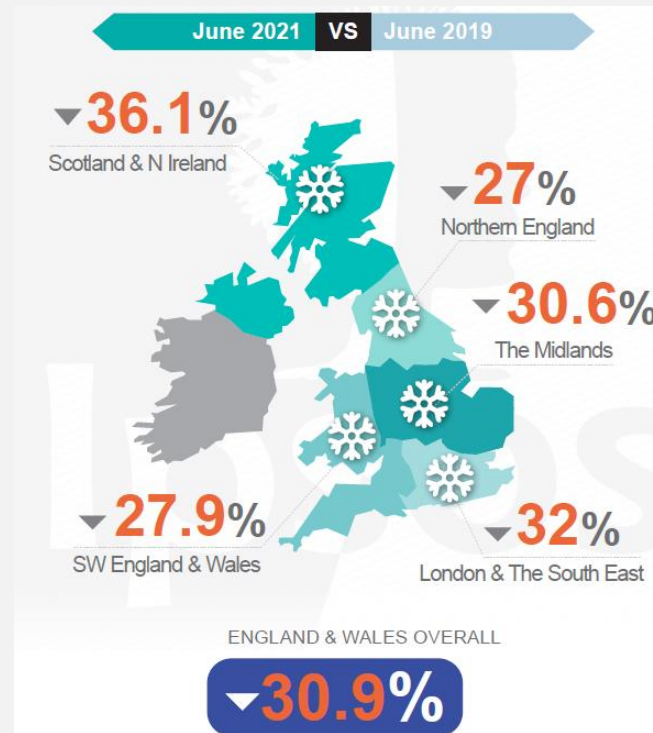 June 2021 VS June 2019
▼36.1%
Scotland & N Ireland
▼27%
Northern England
▼30.6%
The Midlands
▼27.9%
SW England & Wales
▼32%
London & The South East
ENGLAND & WALES OVERALL
▼30.9%
Ipsos